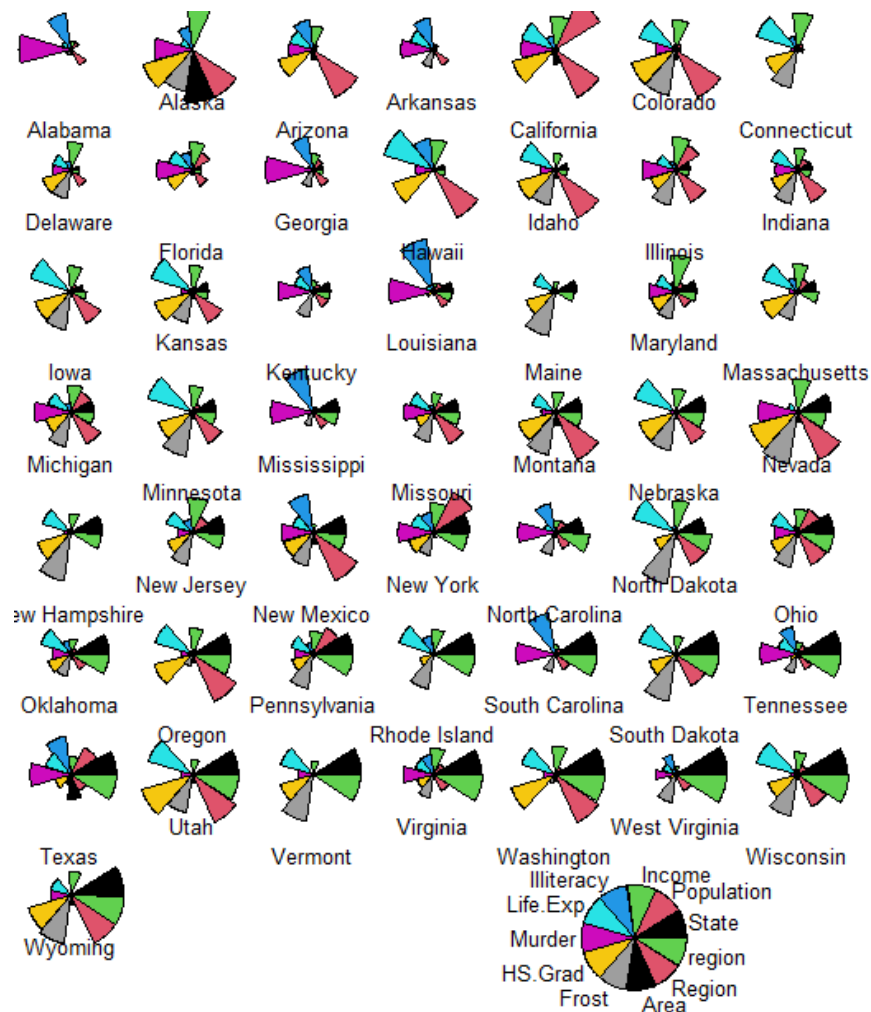 Alaska
Arkansas
Colorado
Alabama
Arizona
California
Connecticut
Delaware
Georgia
Idaho
Indiana
Florida
Hawaii
Illinois
Kansas
Louisiana
Maryland
Iowa
Kentucky
Maine
Massachusetts
Michigan
Mississippi
Montana
Nevada
Minnesota
Missouri
Nebraska
New Jersey
New York
North Dakota
ew Hampshire
New Mexico
North Carolina
Ohio
Oklahoma
Pennsylvania
South Carolina
Tennessee
Oregon
Rhode Island
South Dakota
Utah
Virginia
West Virginia
Texas
Vermont
Washington
Wisconsin
Income
Illiteracy
Population
Life.Exp
State
Murder
Wyoming
region
HS.Grad
Region
Frost
Area